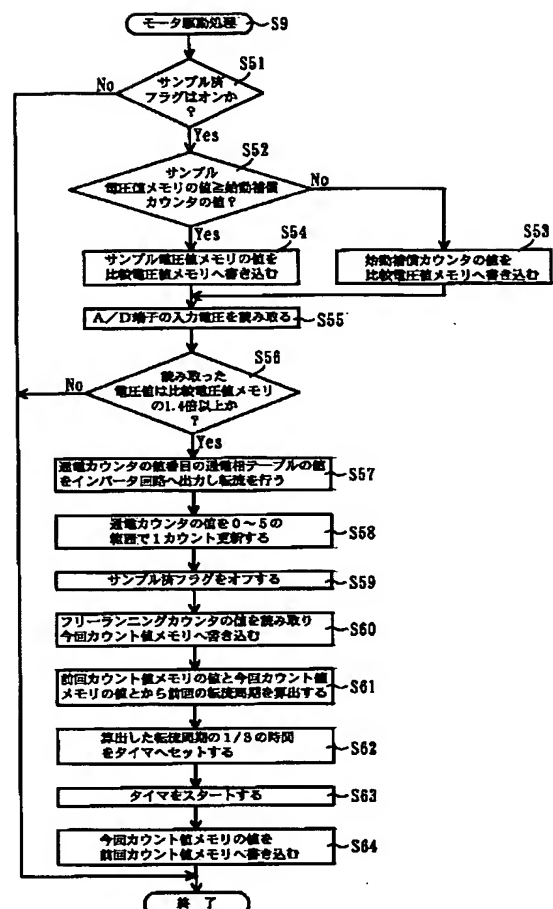 モータ駆動処理
S9
S51
サンプル済
フラグはオンか
?
No
Yes
S52
サンプル
電圧値メモリの値≧始動補償
カウンタの値?
No
Yes
S54
サンプル電圧値メモリの値を
比較電圧値メモリへ書き込む
S53
始動補償カウンタの値を
比較電圧値メモリへ書き込む
A/D端子の入力電圧を読み取る
S55
S56
読み取った
電圧値は比較電圧値メモリ
の1.4倍以上か
?
No
Yes
通電カウンタの値番目の通電相テーブルの値
をインバータ回路へ出力し転流を行う
S57
通電カウンタの値を0~5の
範囲で1カウント更新する
S58
サンプル済フラグをオフする
S59
フリーランニングカウンタの値を読み取り
今回カウント値メモリへ書き込む
S60
前回カウント値メモリの値と今回カウント値
メモリの値とから前回の転流周期を算出する
S61
算出した転流周期の1/3の時間
をタイマへセットする
S62
タイマをスタートする
S63
今回カウント値メモリの値を
前回カウント値メモリへ書き込む
S64
終了